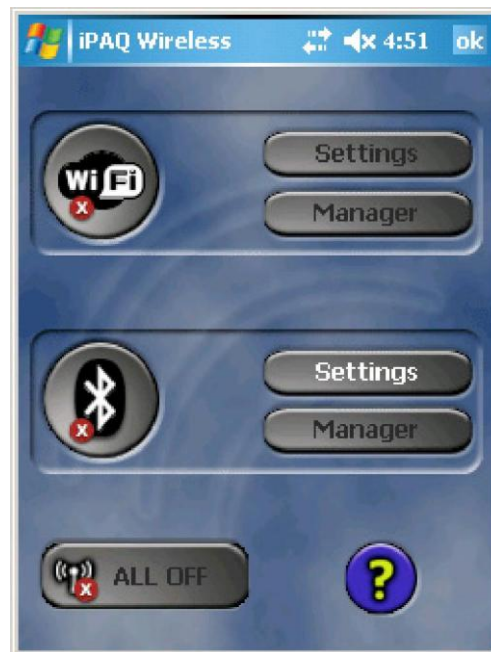 iPAQ Wireless 4:51 ok
Wi Fi
Settings
Manager
Settings
Manager
ALL OFF
?